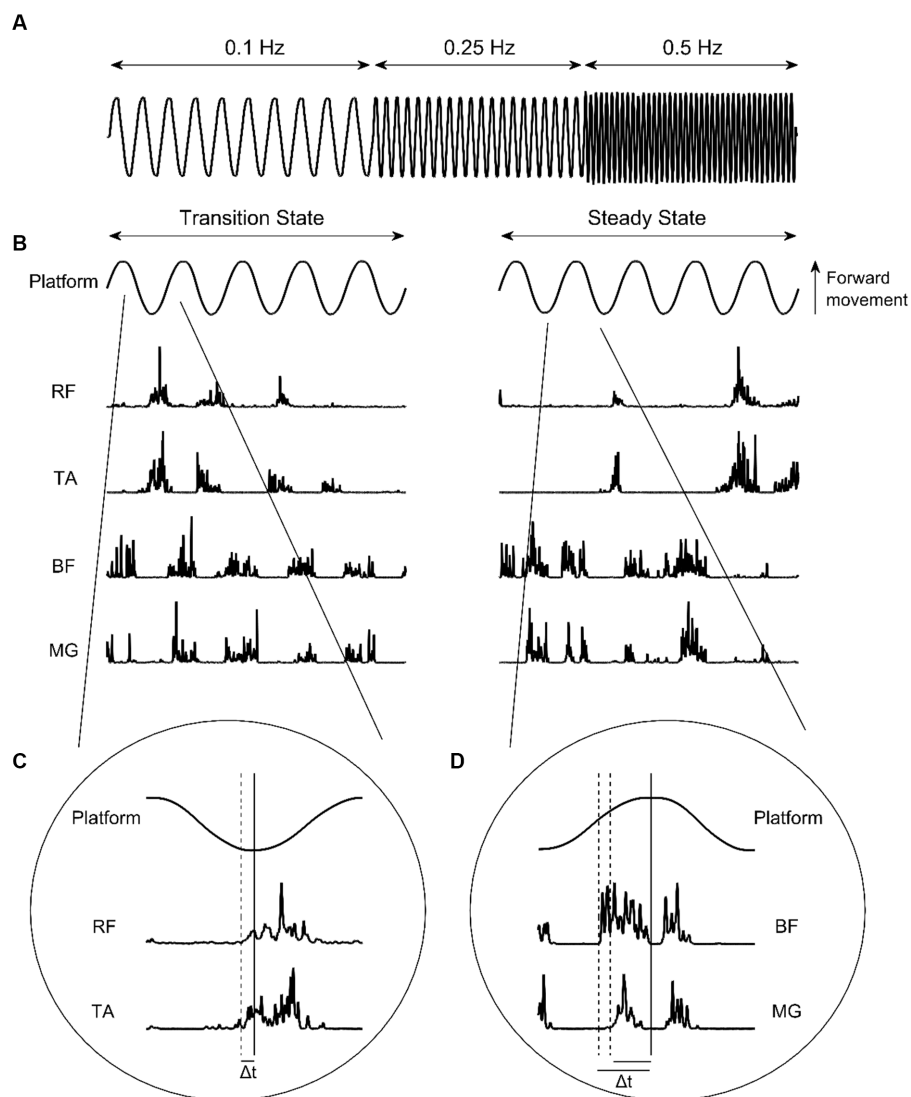 A
0.1 Hz 0.25 Hz 0.5 Hz
Transition State Steady State
B
Platform
Forward
movement
RF
TA
BF
MG
C D
Platform Platform
RF BF
TA MG
Δt Δt